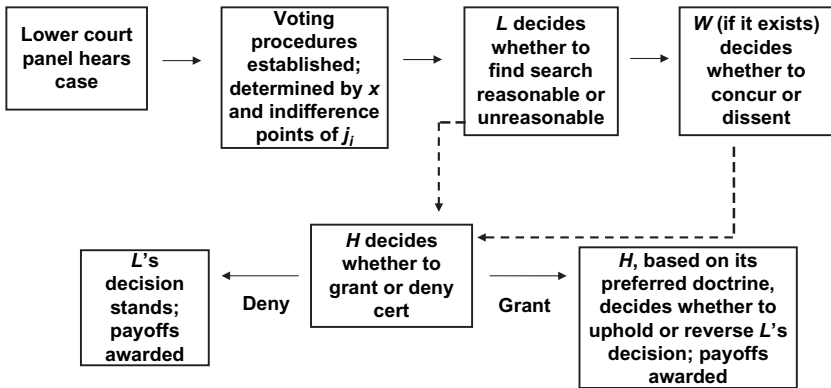 Lower court
panel hears
case
Voting
procedures
established;
determined by x
and indifference
points of jᵢ
L decides
whether to
find search
reasonable or
unreasonable
W (if it exists)
decides
whether to
concur or
dissent
L's
decision
stands;
payoffs
awarded
Deny
H decides
whether to
grant or deny
cert
Grant
H, based on its
preferred doctrine,
decides whether to
uphold or reverse L's
decision; payoffs
awarded